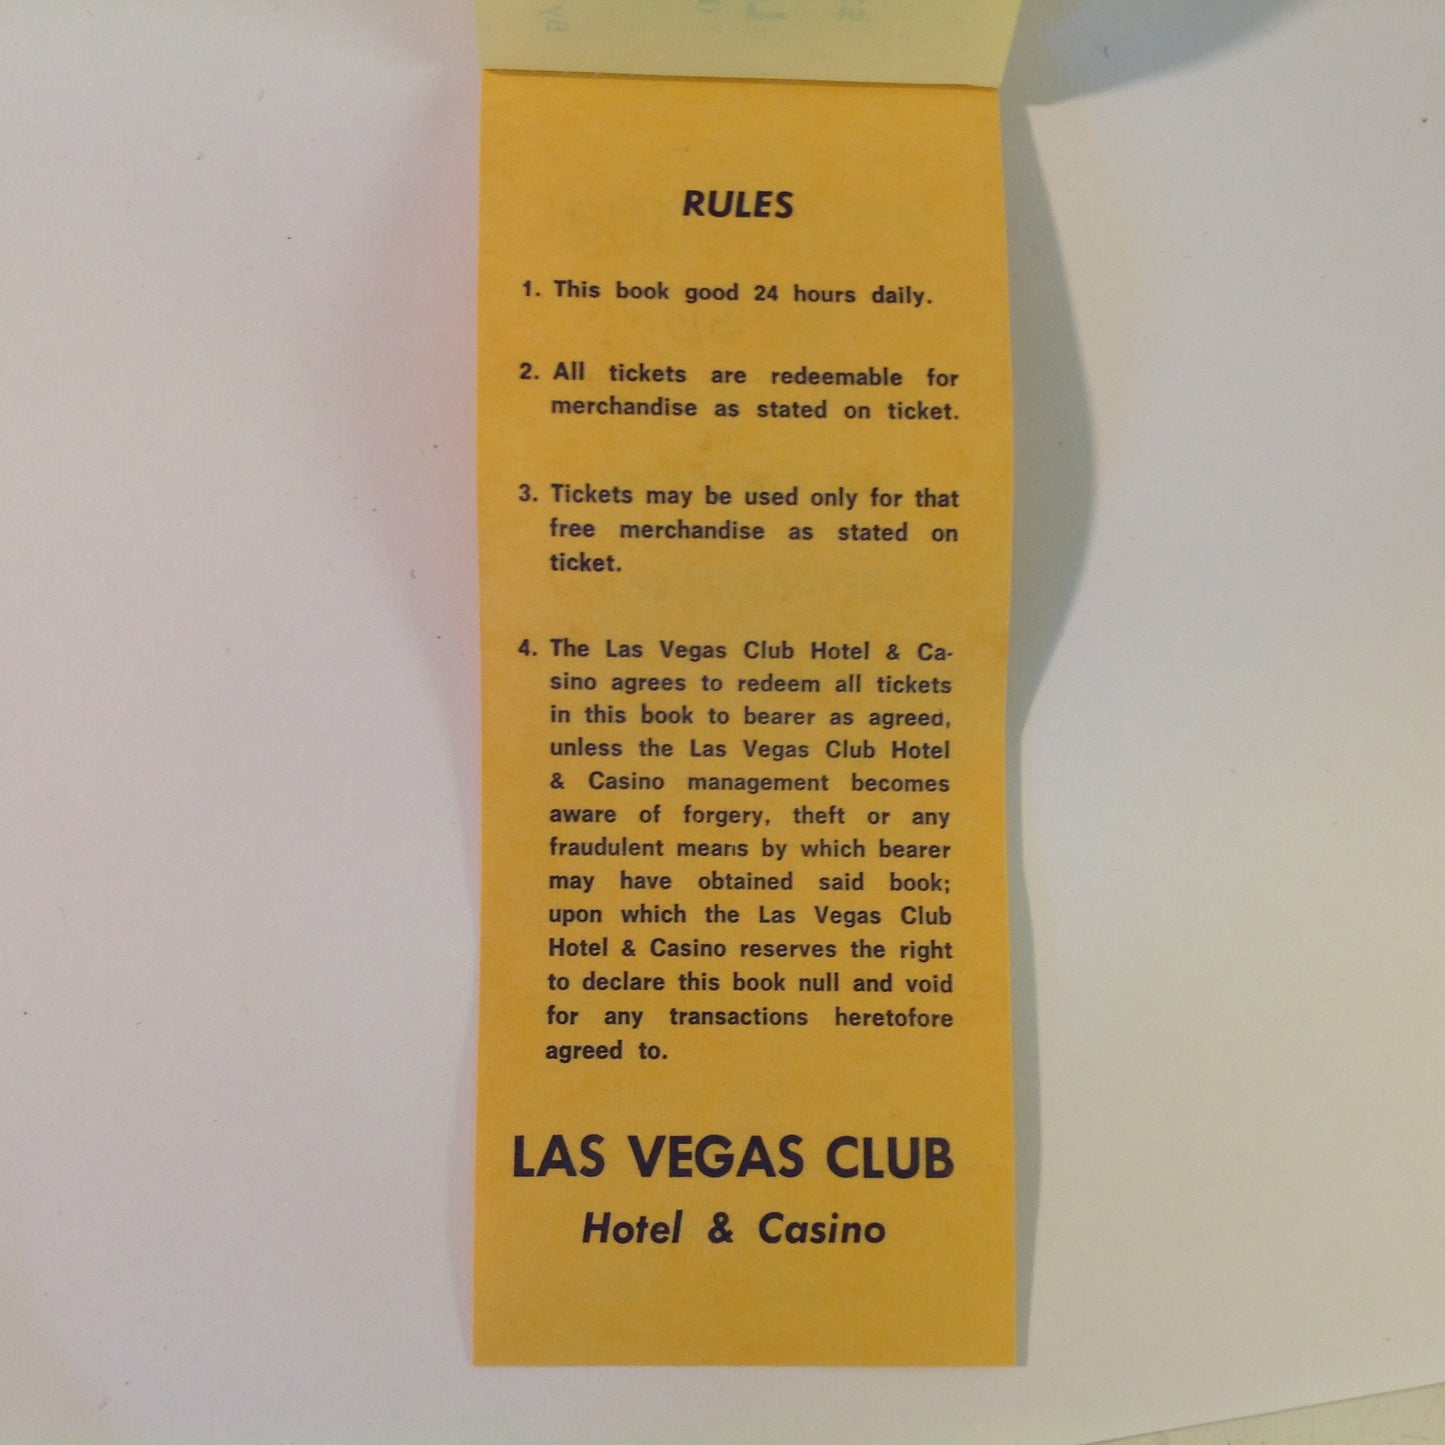 RULES
1. This book good 24 hours daily.
2. All tickets are redeemable for
merchandise as stated on ticket.
3. Tickets may be used only for that
free merchandise as stated on
ticket.
4. The Las Vegas Club Hotel & Ca-
sino agrees to redeem all tickets
in this book to bearer as agreed,
unless the Las Vegas Club Hotel
& Casino management becomes
aware of forgery, theft or any
fraudulent means by which bearer
may have obtained said book;
upon which the Las Vegas Club
Hotel & Casino reserves the right
to declare this book null and void
for any transactions heretofore
agreed to.
LAS VEGAS CLUB
Hotel & Casino